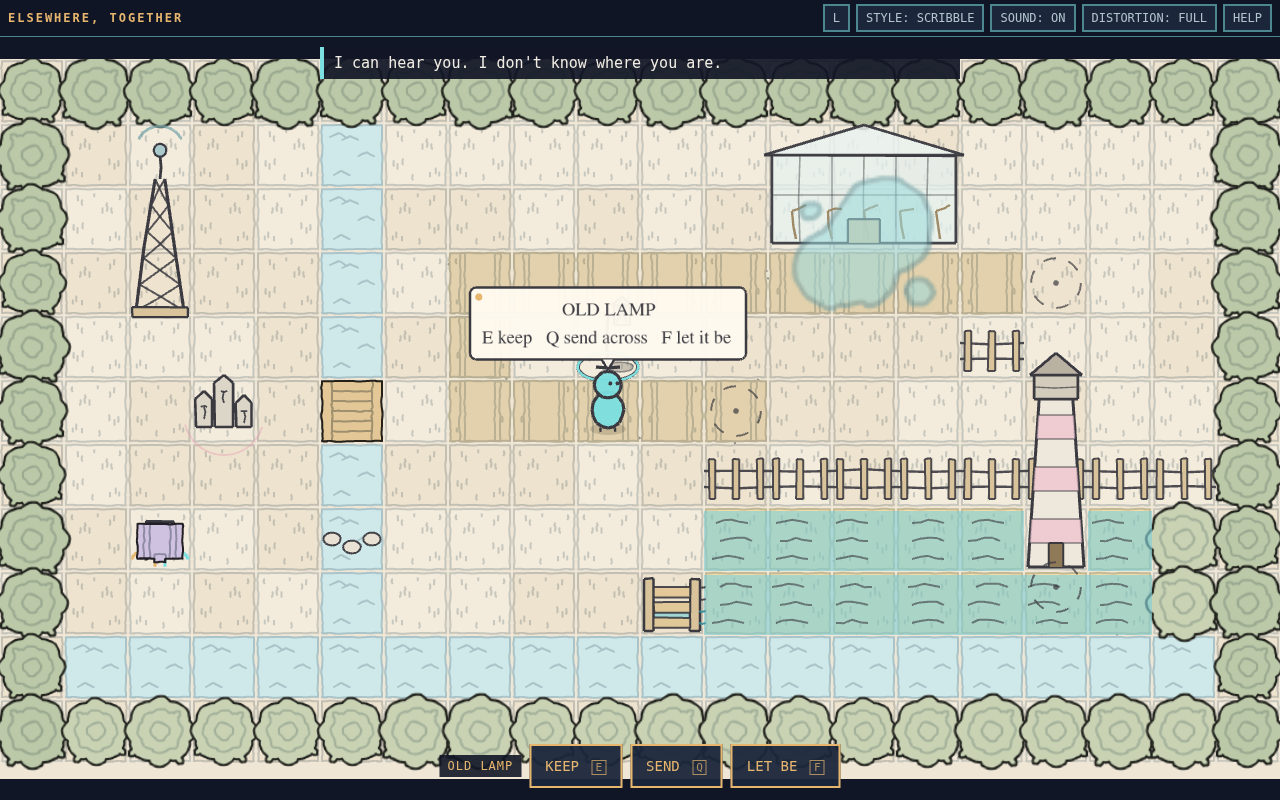 ELSEWHERE, TOGETHER
L
STYLE: SCRIBBLE
SOUND: ON
DISTORTION: FULL
HELP
I can hear you. I don't know where you are.
OLD LAMP
E keep Q send across F let it be
OLD LAMP
KEEP E
SEND Q
LET BE F